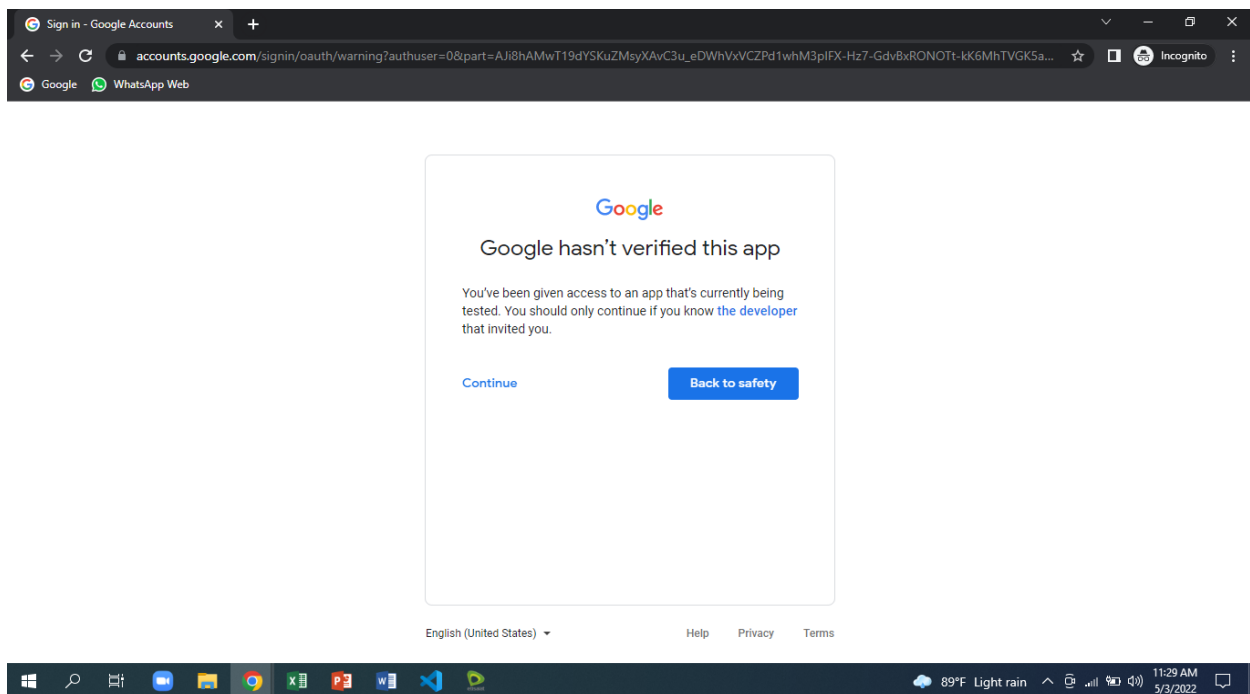 Sign in - Google Accounts
accounts.google.com/signin/oauth/warning?authuser=0&part=AJi8hAMwT19dYSKuZMsyXAvC3u_eDWhVxVCZPd1whM3pIFX-Hz7-GdvBxRONOTt-kK6MhTVGK5a... Incognito
Google WhatsApp Web
Google
Google hasn't verified this app
You've been given access to an app that's currently being
tested. You should only continue if you know the developer
that invited you.
Continue Back to safety
English (United States) Help Privacy Terms
89°F Light rain 11:29 AM
5/3/2022